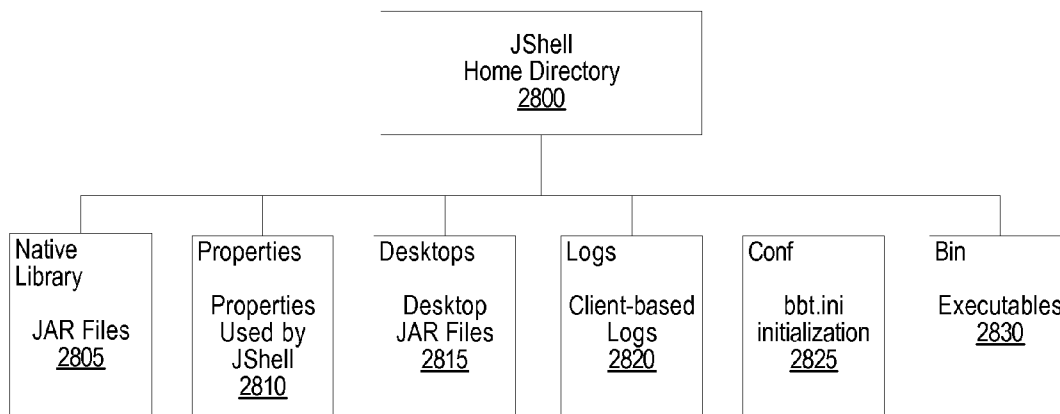 JShell
Home Directory
2800
Native
Library
JAR Files
2805
Properties
Properties
Used by
JShell
2810
Desktops
Desktop
JAR Files
2815
Logs
Client-based
Logs
2820
Conf
bbt.ini
initialization
2825
Bin
Executables
2830